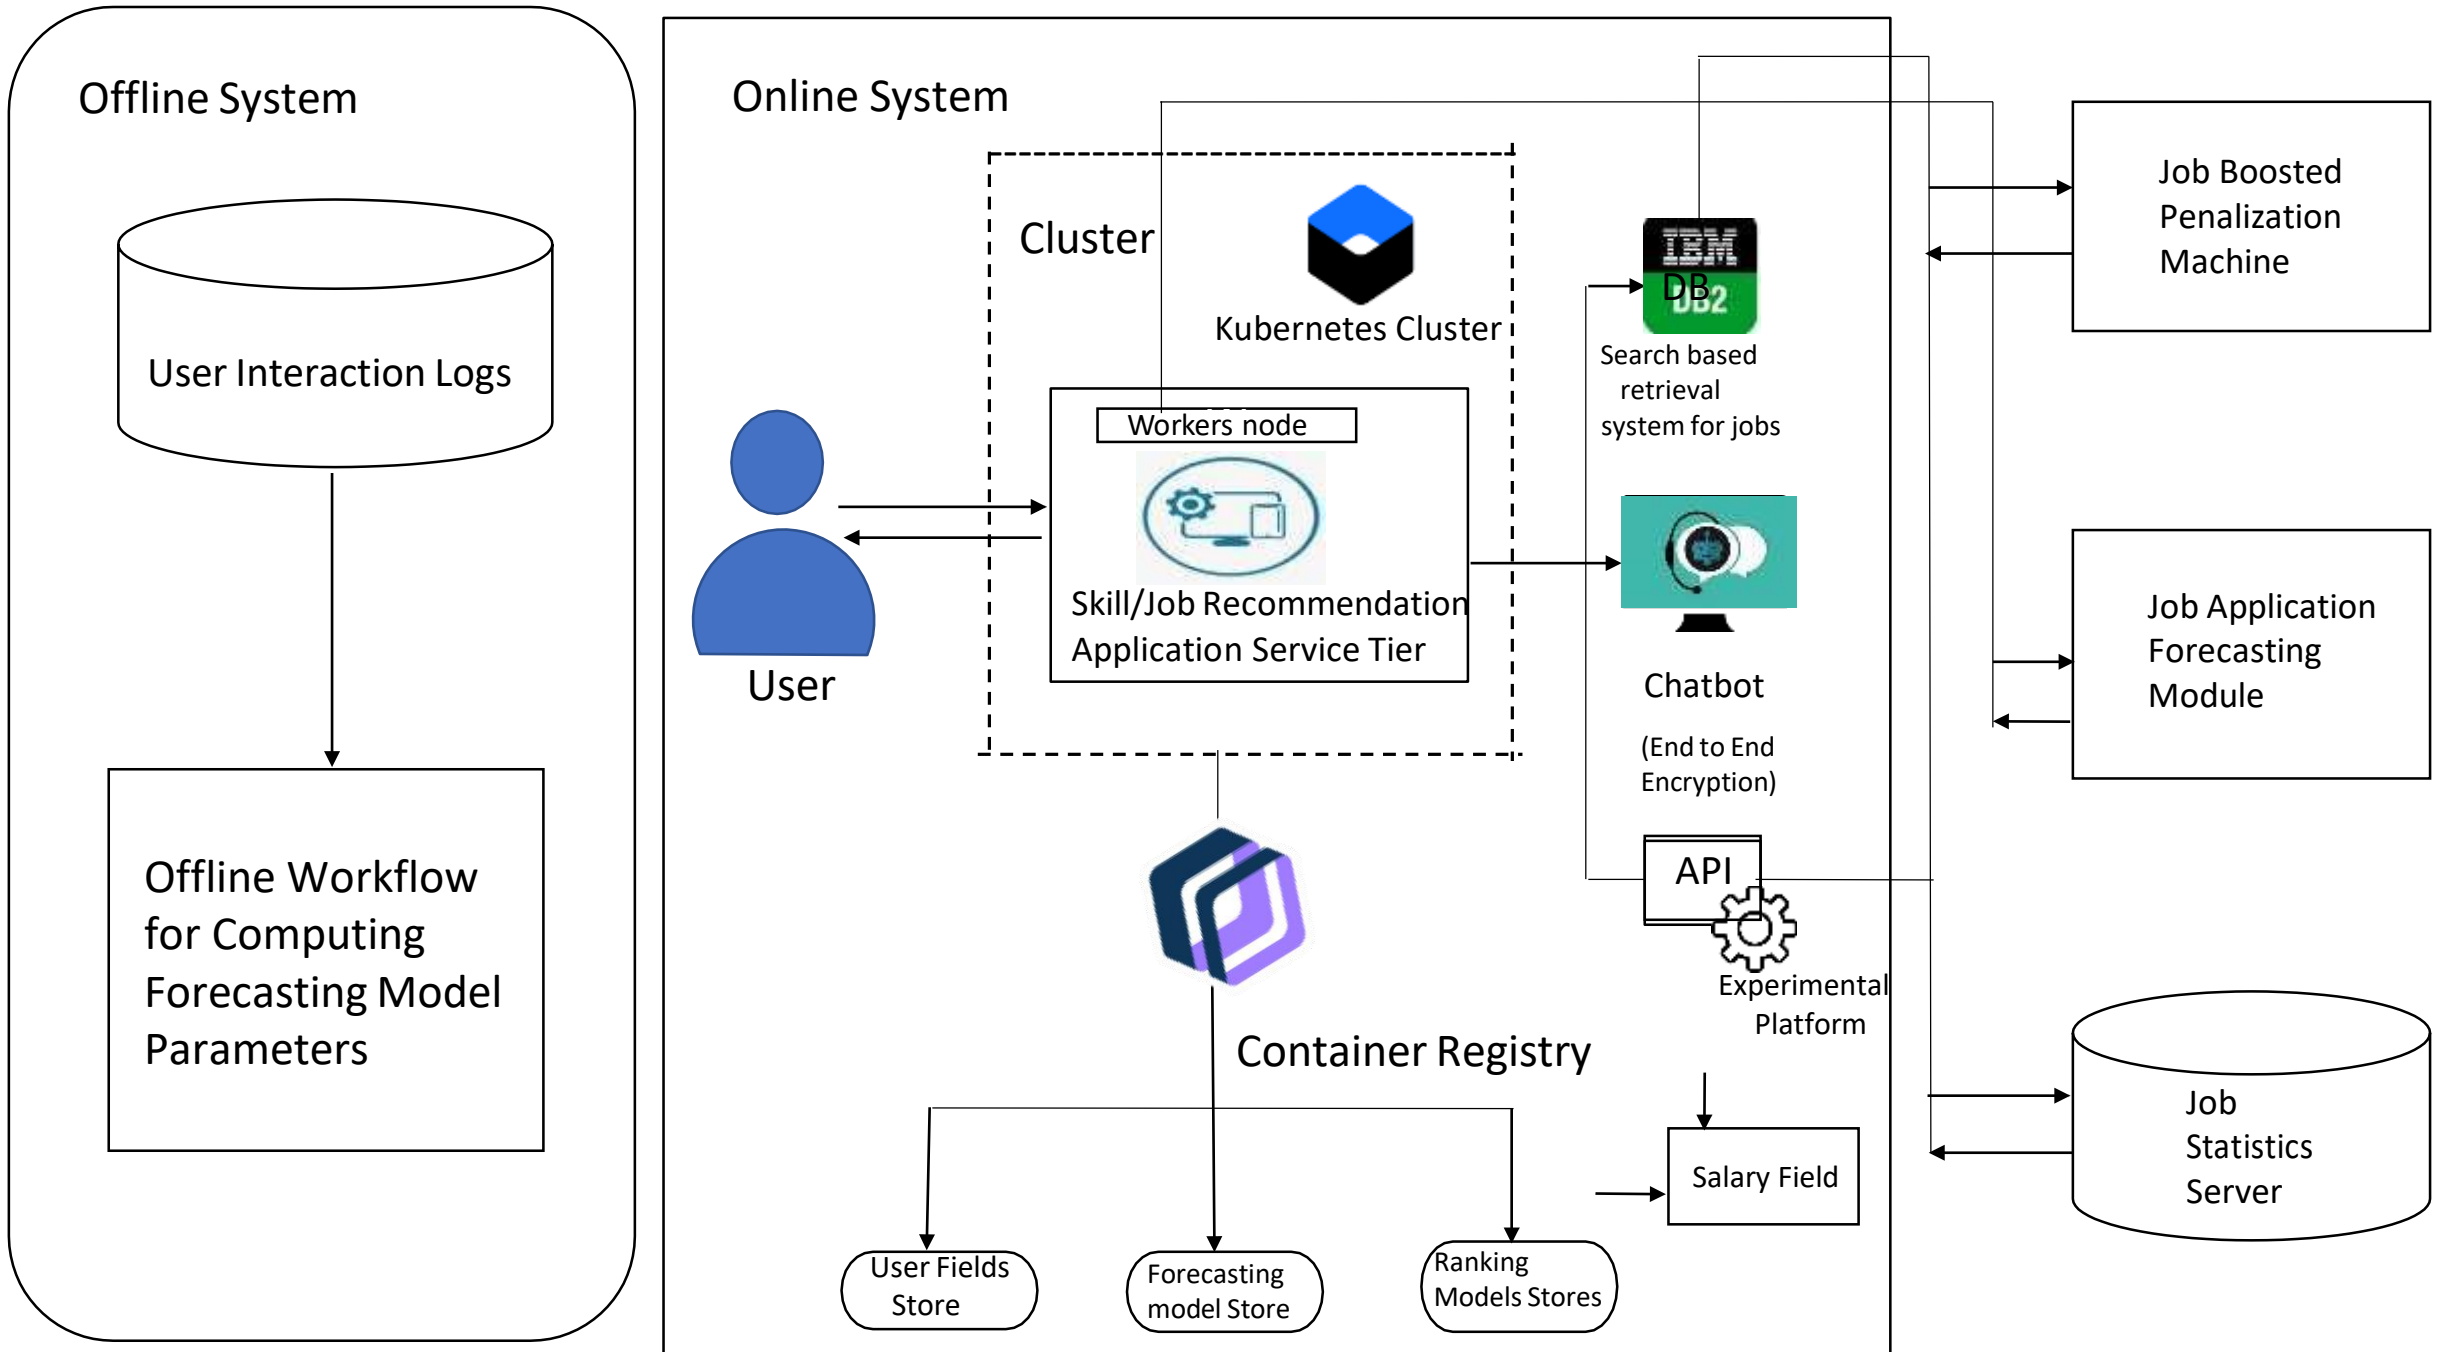 Offline System
User Interaction Logs
Offline Workflow
for Computing
Forecasting Model
Parameters
Online System
Cluster
Kubernetes Cluster
Workers node
Skill/Job Recommendation
Application Service Tier
User
IBM
DB
DB2
Search based
retrieval
system for jobs
Chatbot
(End to End
Encryption)
API
Experimental
Platform
Container Registry
Salary Field
User Fields
Store
Forecasting
model Store
Ranking
Models Stores
Job Boosted
Penalization
Machine
Job Application
Forecasting
Module
Job
Statistics
Server